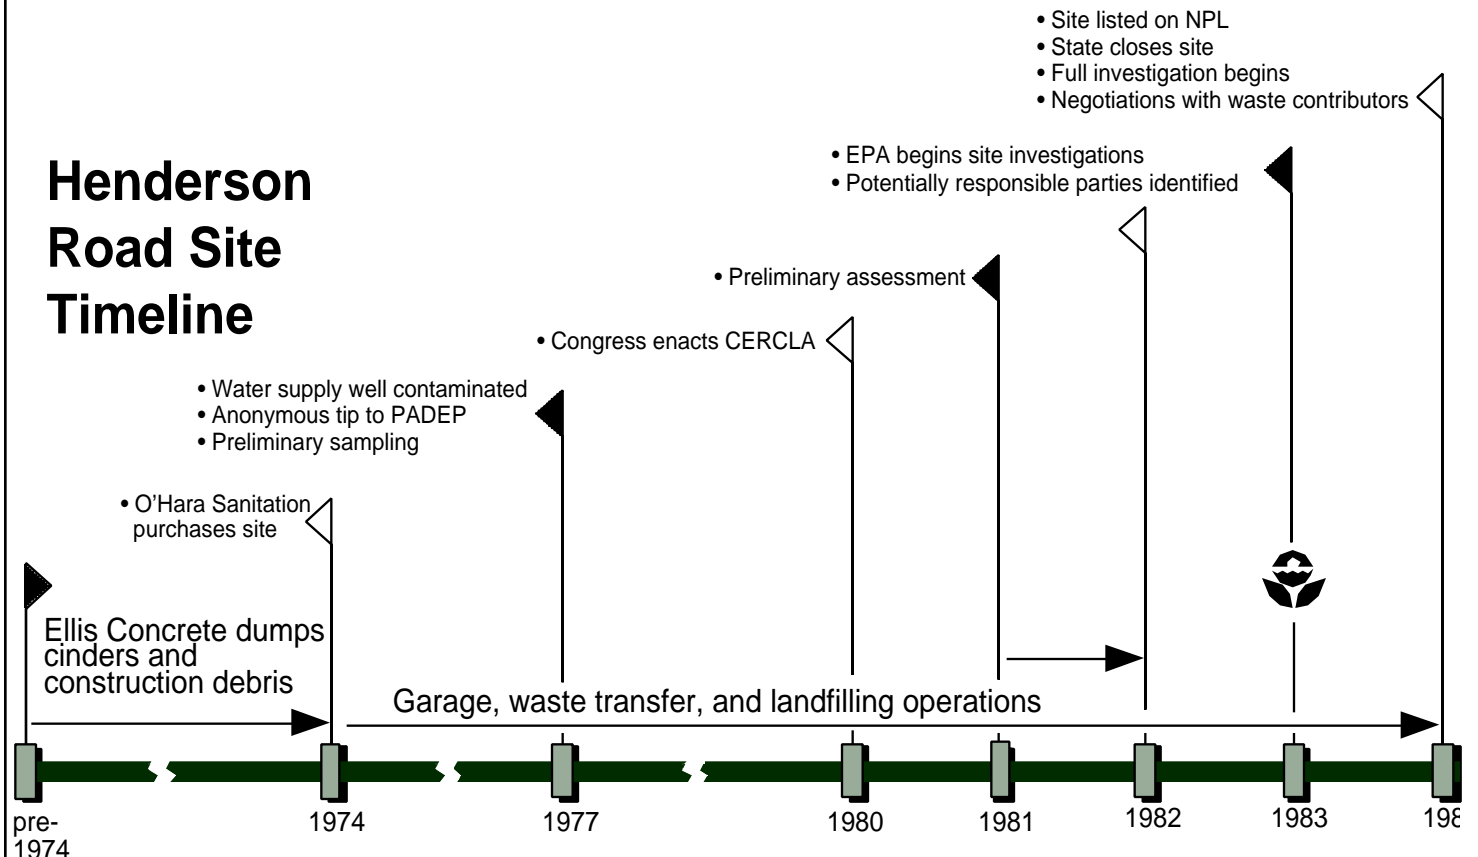 Henderson
Road Site
Timeline
• Site listed on NPL
• State closes site
• Full investigation begins
• Negotiations with waste contributors
• EPA begins site investigations
• Potentially responsible parties identified
• Preliminary assessment
• Congress enacts CERCLA
• Water supply well contaminated
• Anonymous tip to PADEP
• Preliminary sampling
• O'Hara Sanitation
purchases site
Ellis Concrete dumps
cinders and
construction debris
Garage, waste transfer, and landfilling operations
pre-
1974
1974
1977
1980
1981
1982
1983